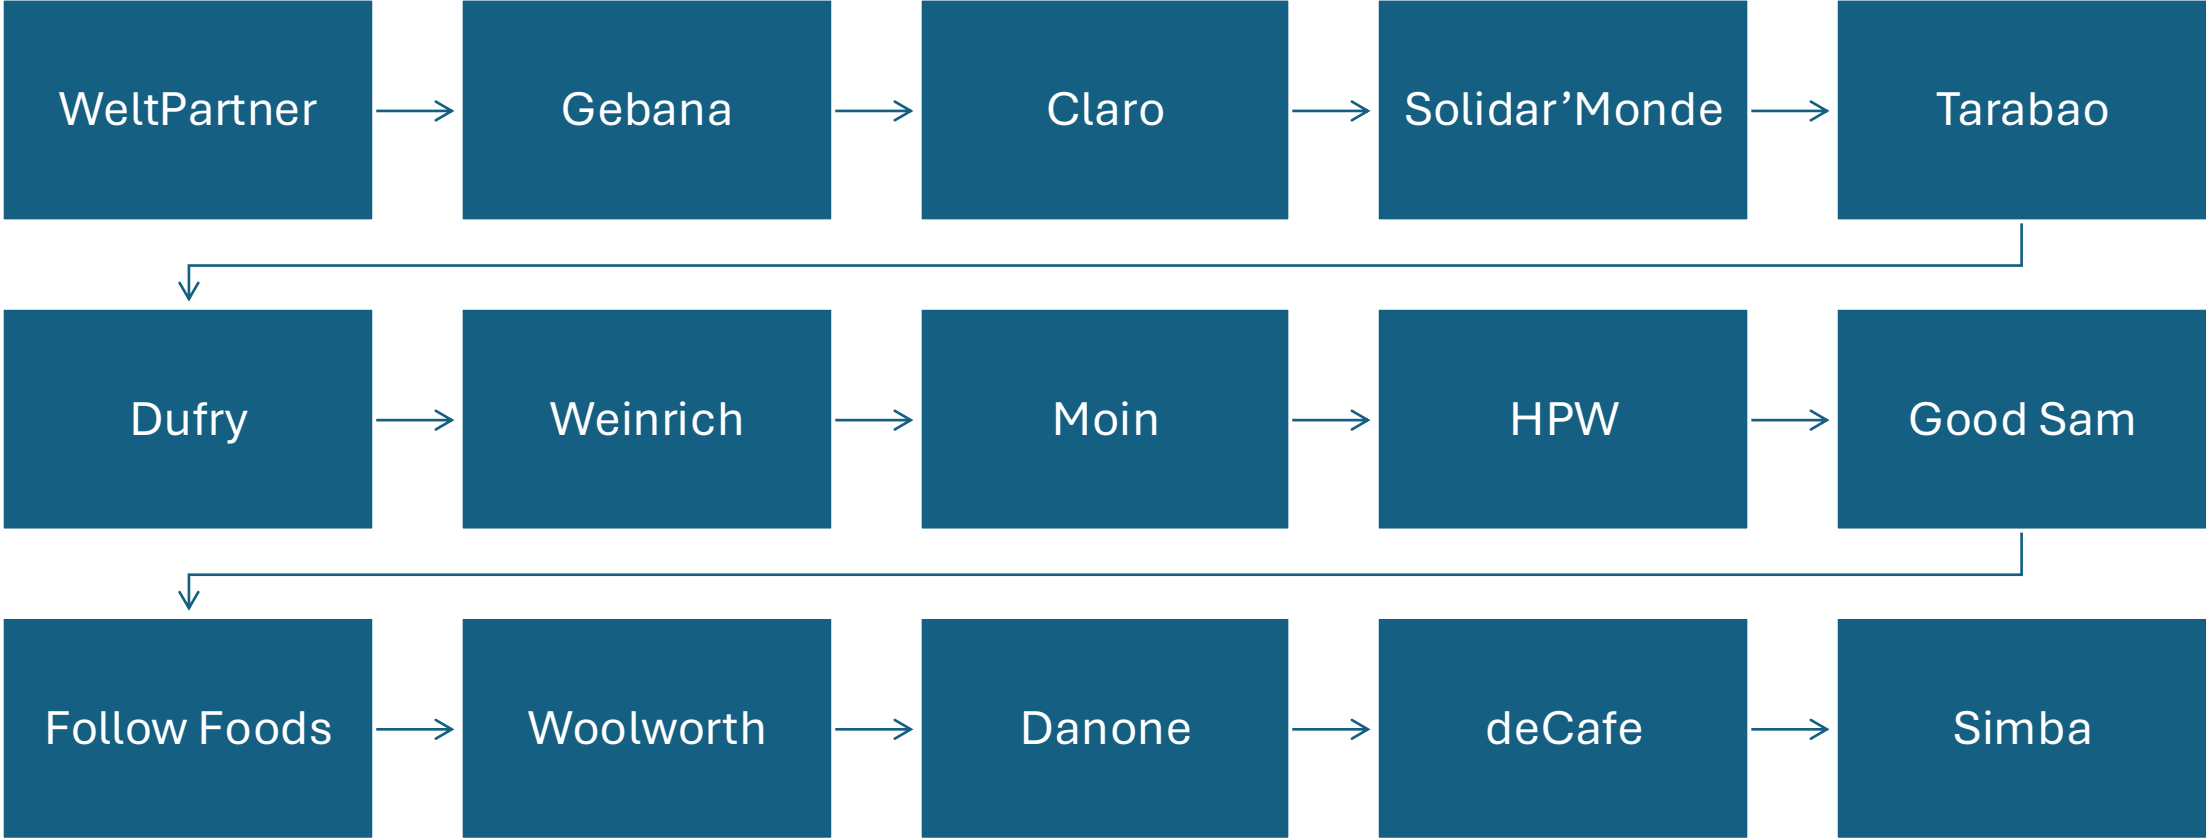 WeltPartner
Gebana
Claro
Solidar’Monde
Tarabao
Dufry
Weinrich
Moin
HPW
Good Sam
Follow Foods
Woolworth
Danone
deCafe
Simba